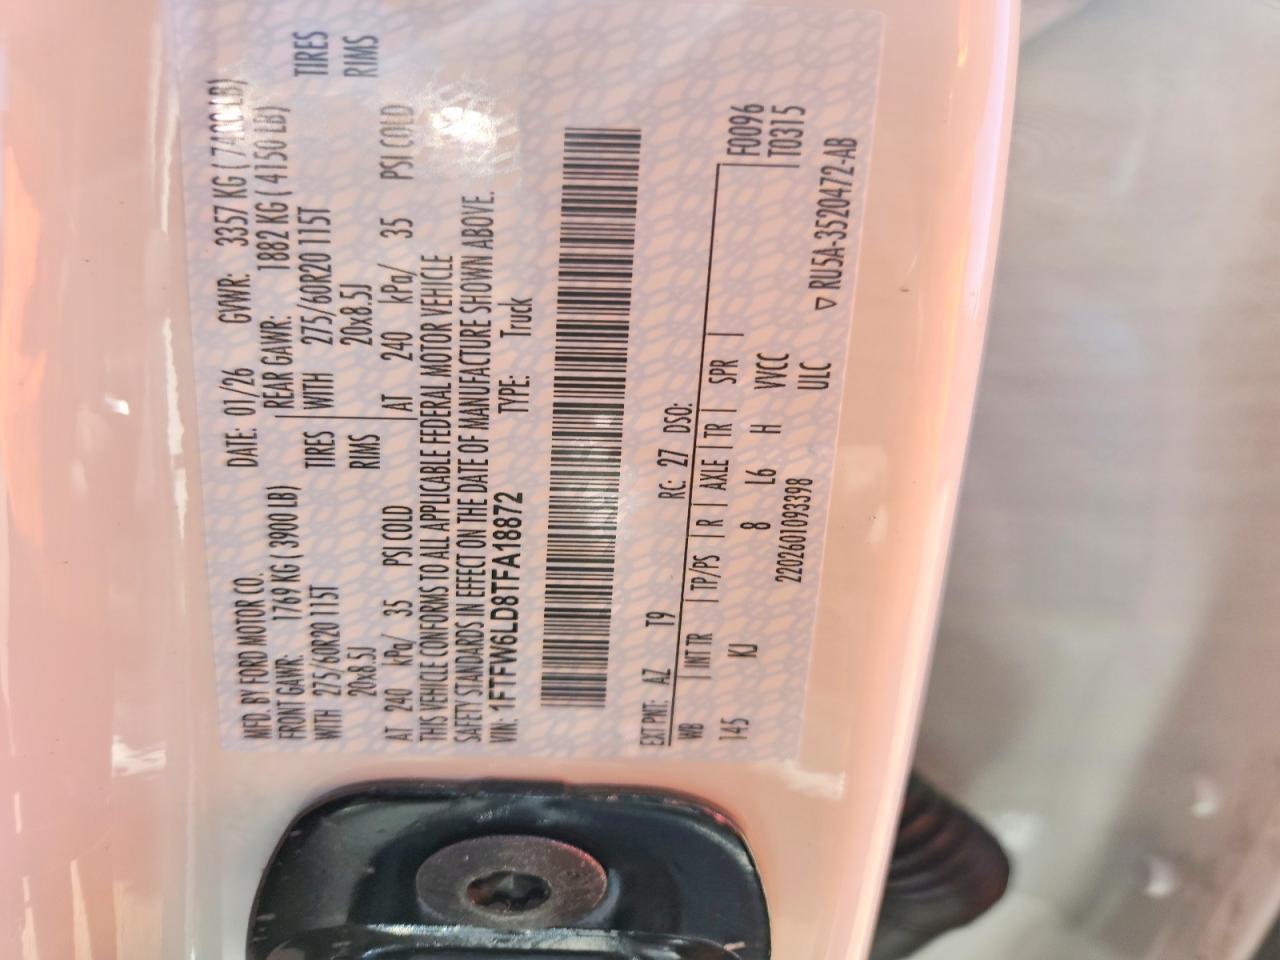 MFD. BY FORD MOTOR CO. DATE: 01/26 GVWR: 3357 KG ( 7400LB)
FRONT GAWR: 1769 KG ( 3900 LB) REAR GAWR: 1882 KG ( 4150 LB)
WITH 275/60R20 115T TIRES WITH 275/60R20 115T TIRES
20x8.5J RIMS 20x8.5J RIMS
AT 240 kPa/ 35 PSI COLD AT 240 kPa/ 35 PSI COLD
THIS VEHICLE CONFORMS TO ALL APPLICABLE FEDERAL MOTOR VEHICLE
SAFETY STANDARDS IN EFFECT ON THE DATE OF MANUFACTURE SHOWN ABOVE.
VIN: 1FTFW6LD8TFA18872 TYPE: Truck
EXT PNT: AZ T9 RC: 27 DSO:
WB | INT TR | TP/PS | R | AXLE | TR | SPR | F0096
145 KJ 8 L6 H VVCC T0315
2202601093398 ULC
▽ RU5A-3520472-AB